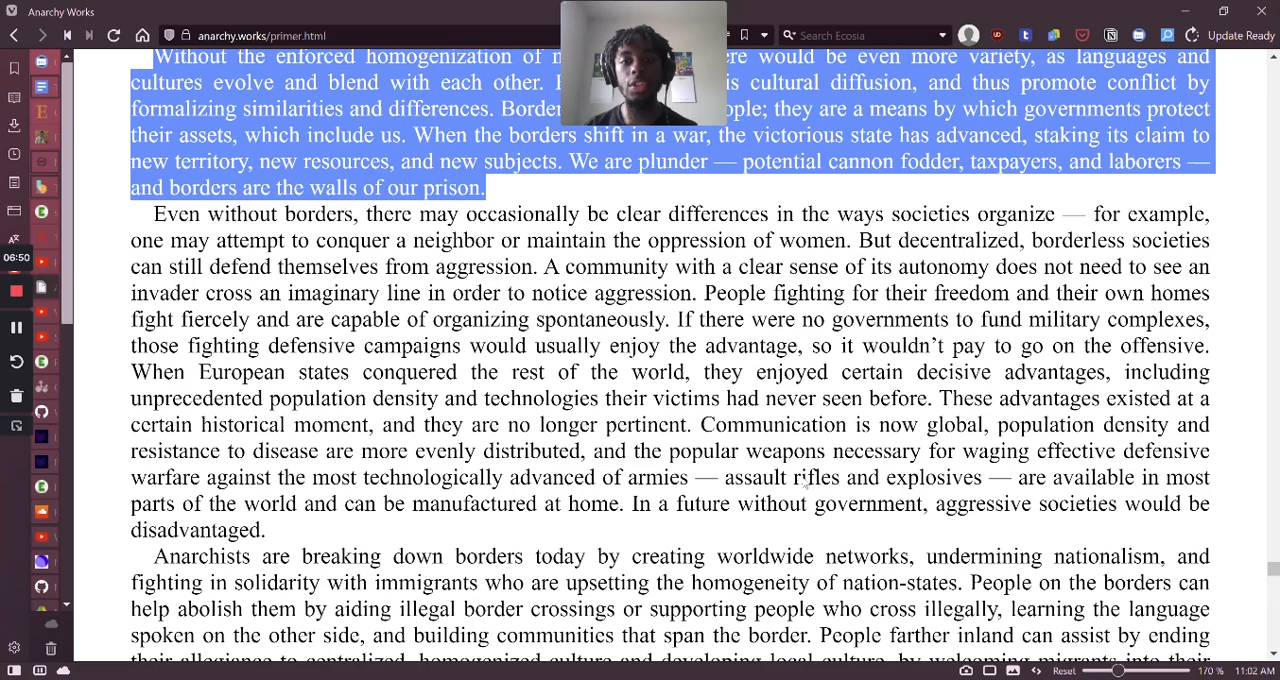 Anarchy Works
anarchy.works/primer.html
Search Ecosia
Update Ready
Without the enforced homogenization of re would be even more variety, as languages and
cultures evolve and blend with each other. is cultural diffusion, and thus promote conflict by
formalizing similarities and differences. Border ople; they are a means by which governments protect
their assets, which include us. When the borders shift in a war, the victorious state has advanced, staking its claim to
new territory, new resources, and new subjects. We are plunder — potential cannon fodder, taxpayers, and laborers —
and borders are the walls of our prison.
Even without borders, there may occasionally be clear differences in the ways societies organize — for example,
one may attempt to conquer a neighbor or maintain the oppression of women. But decentralized, borderless societies
can still defend themselves from aggression. A community with a clear sense of its autonomy does not need to see an
06:50
invader cross an imaginary line in order to notice aggression. People fighting for their freedom and their own homes
fight fiercely and are capable of organizing spontaneously. If there were no governments to fund military complexes,
those fighting defensive campaigns would usually enjoy the advantage, so it wouldn’t pay to go on the offensive.
When European states conquered the rest of the world, they enjoyed certain decisive advantages, including
unprecedented population density and technologies their victims had never seen before. These advantages existed at a
certain historical moment, and they are no longer pertinent. Communication is now global, population density and
resistance to disease are more evenly distributed, and the popular weapons necessary for waging effective defensive
warfare against the most technologically advanced of armies — assault rifles and explosives — are available in most
parts of the world and can be manufactured at home. In a future without government, aggressive societies would be
disadvantaged.
Anarchists are breaking down borders today by creating worldwide networks, undermining nationalism, and
fighting in solidarity with immigrants who are upsetting the homogeneity of nation-states. People on the borders can
help abolish them by aiding illegal border crossings or supporting people who cross illegally, learning the language
spoken on the other side, and building communities that span the border. People farther inland can assist by ending
their allegiance to centralized, homogenized culture and developing local culture, by welcoming migrants into their
Reset
170 %
11:02 AM